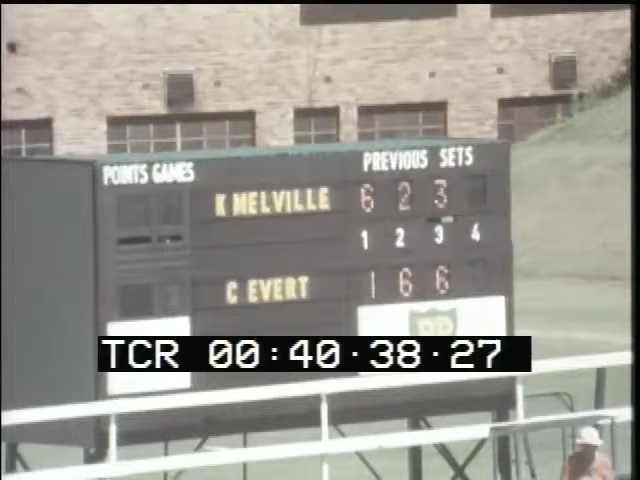 POINTS GAMES
PREVIOUS SETS
K MELVILLE 6 2 3
1 2 3 4
C EVERT 1 6 6
BP
TCR 00:40.38.27